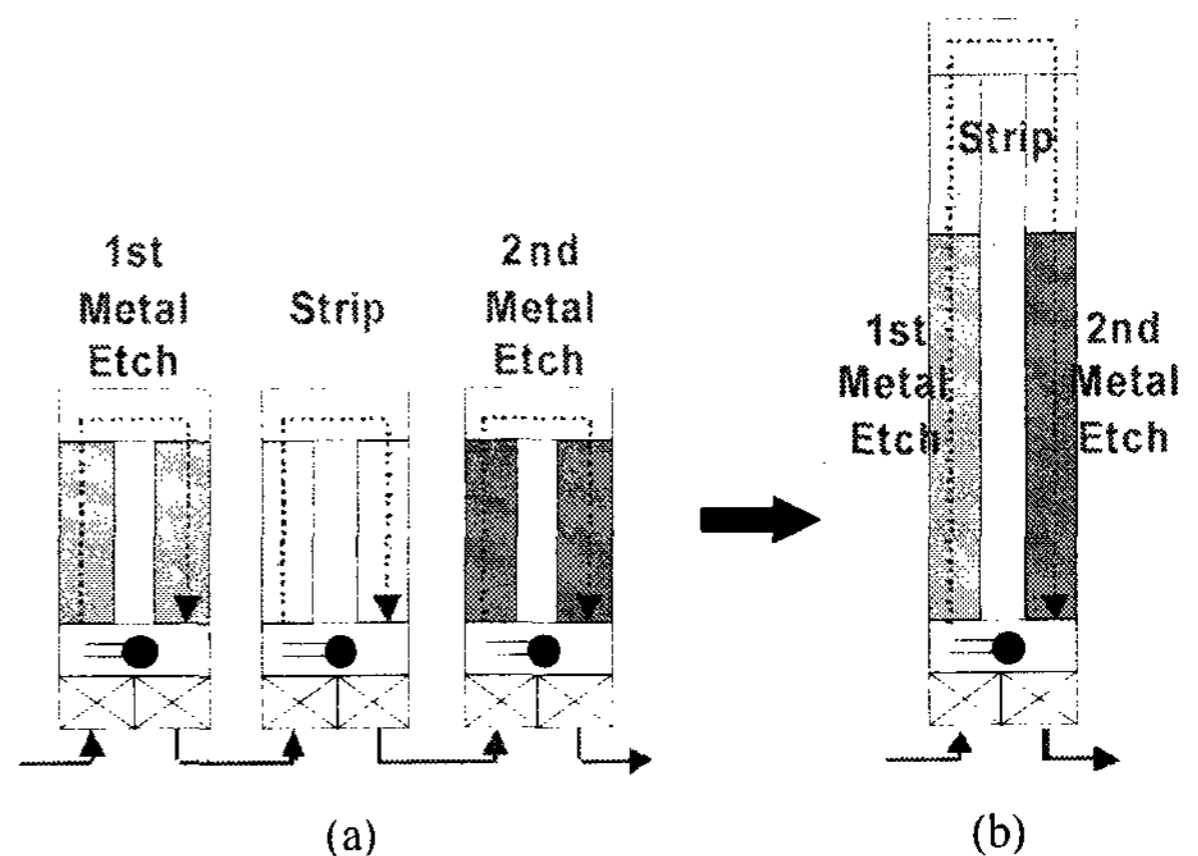 1st
Metal
Etch
Strip
2nd
Metal
Etch
(a)
Strip
1st
Metal
Etch
2nd
Metal
Etch
(b)